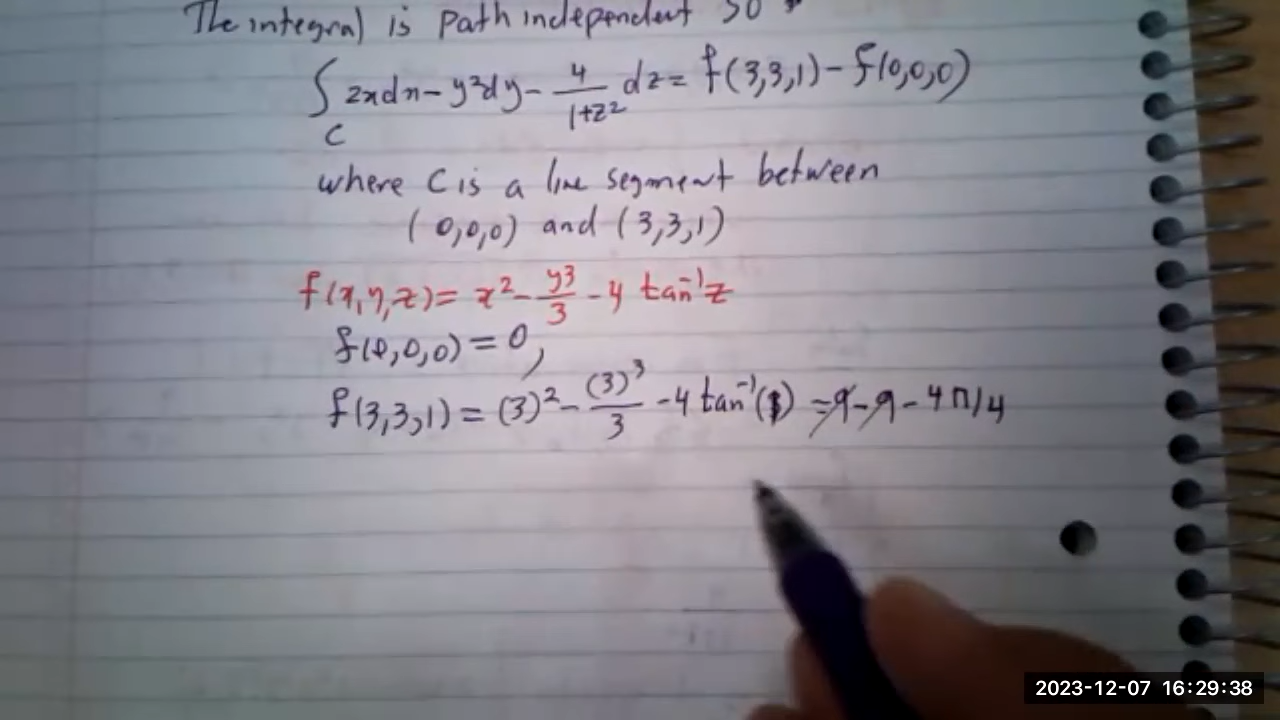 The integral is path independent so
∫ 2xdx - y²dy - 4/(1+z²) dz = f(3,3,1) - f(0,0,0)
C
where C is a line segment between
(0,0,0) and (3,3,1)
f(x,y,z) = x² - y³/3 - 4 tan⁻¹z
f(0,0,0) = 0,
f(3,3,1) = (3)² - (3)³/3 - 4 tan⁻¹(1) = 9 - 9 - 4π/4
2023-12-07 16:29:38